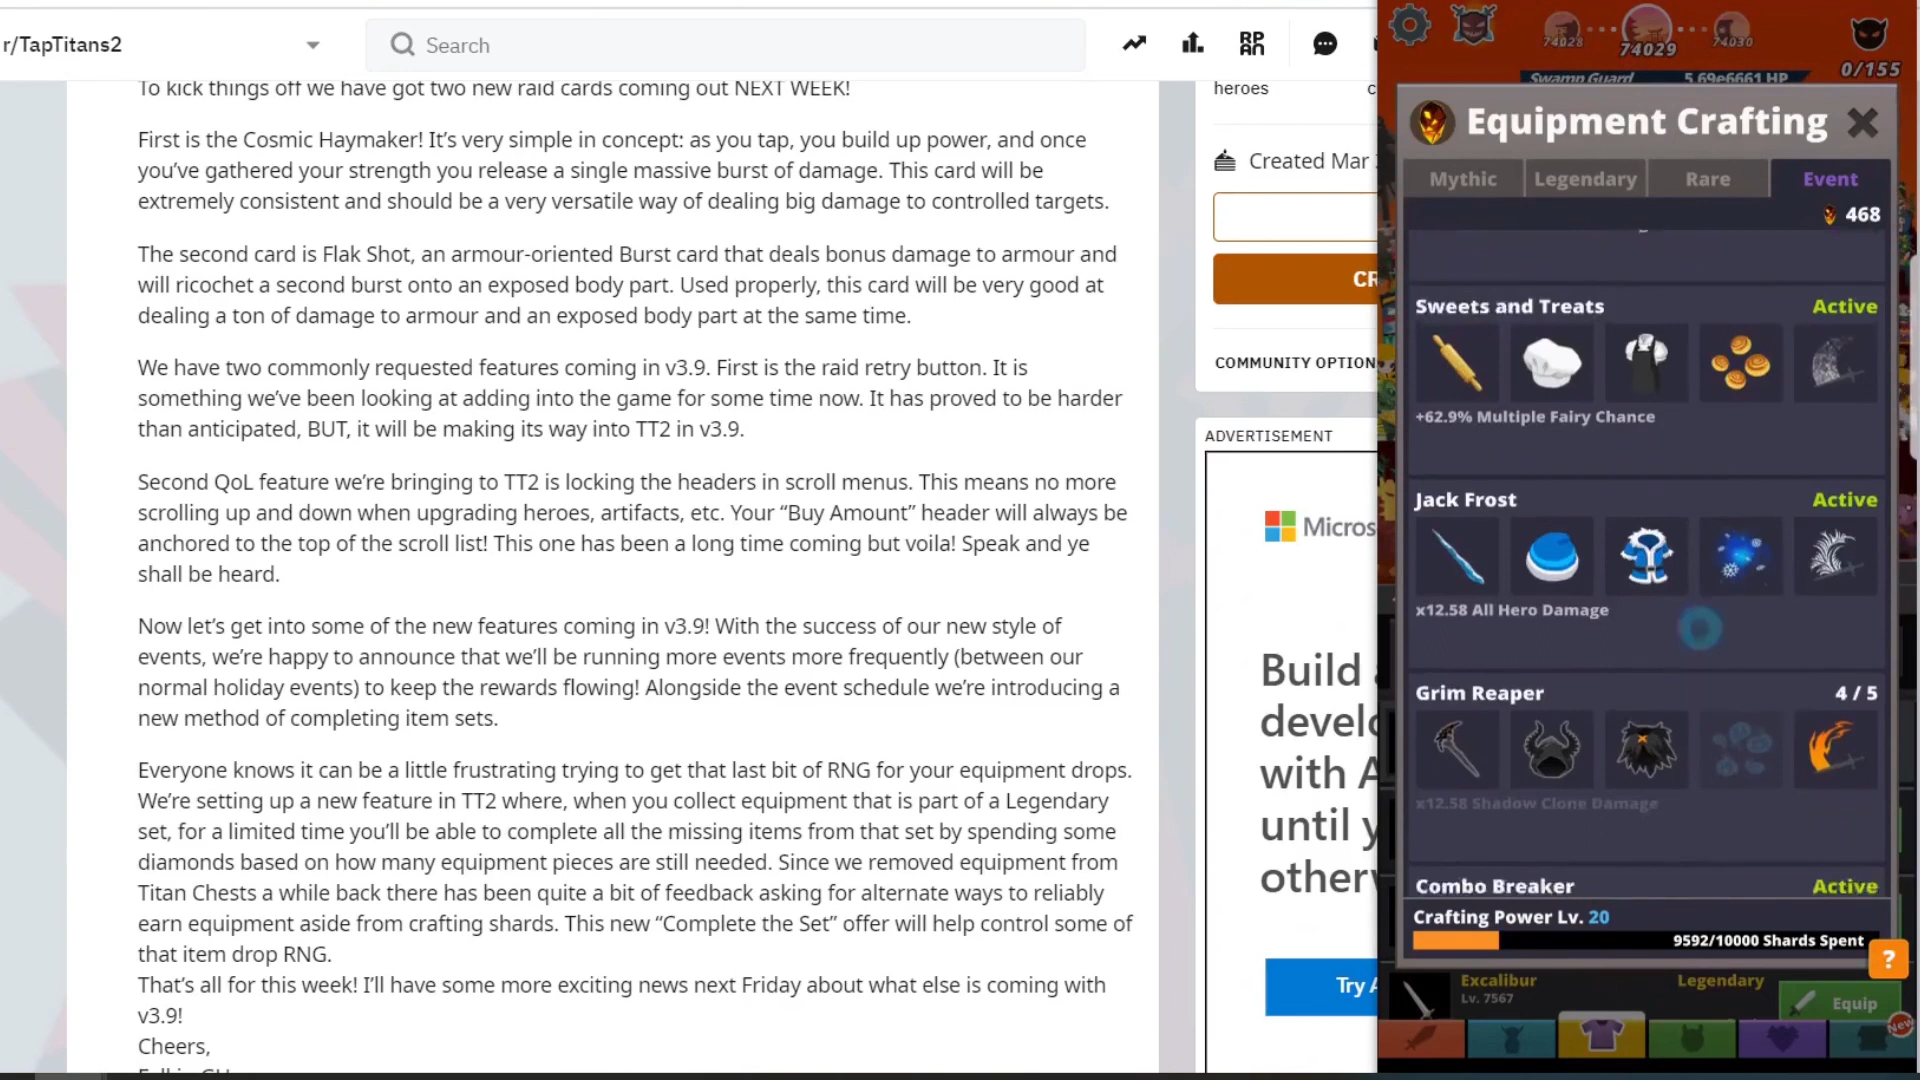 r/TapTitans2
Search
RP
AN
To kick things off we have got two new raid cards coming out NEXT WEEK!
First is the Cosmic Haymaker! It’s very simple in concept: as you tap, you build up power, and once
you’ve gathered your strength you release a single massive burst of damage. This card will be
extremely consistent and should be a very versatile way of dealing big damage to controlled targets.
The second card is Flak Shot, an armour-oriented Burst card that deals bonus damage to armour and
will ricochet a second burst onto an exposed body part. Used properly, this card will be very good at
dealing a ton of damage to armour and an exposed body part at the same time.
We have two commonly requested features coming in v3.9. First is the raid retry button. It is
something we’ve been looking at adding into the game for some time now. It has proved to be harder
than anticipated, BUT, it will be making its way into TT2 in v3.9.
Second QoL feature we’re bringing to TT2 is locking the headers in scroll menus. This means no more
scrolling up and down when upgrading heroes, artifacts, etc. Your “Buy Amount” header will always be
anchored to the top of the scroll list! This one has been a long time coming but voila! Speak and ye
shall be heard.
Now let’s get into some of the new features coming in v3.9! With the success of our new style of
events, we’re happy to announce that we’ll be running more events more frequently (between our
normal holiday events) to keep the rewards flowing! Alongside the event schedule we’re introducing a
new method of completing item sets.
Everyone knows it can be a little frustrating trying to get that last bit of RNG for your equipment drops.
We’re setting up a new feature in TT2 where, when you collect equipment that is part of a Legendary
set, for a limited time you’ll be able to complete all the missing items from that set by spending some
diamonds based on how many equipment pieces are still needed. Since we removed equipment from
Titan Chests a while back there has been quite a bit of feedback asking for alternate ways to reliably
earn equipment aside from crafting shards. This new “Complete the Set” offer will help control some of
that item drop RNG.
That’s all for this week! I’ll have some more exciting news next Friday about what else is coming with
v3.9!
Cheers,
heroes
c
Created Mar
CR
COMMUNITY OPTION
ADVERTISEMENT
Micros
Build
develo
with A
until y
otherw
Try A
74028
74029
74030
0/155
Swamp Guard 5.69e6661 HP
Equipment Crafting
Mythic Legendary Rare Event
468
Sweets and Treats Active
+62.9% Multiple Fairy Chance
Jack Frost Active
x12.58 All Hero Damage
Grim Reaper 4 / 5
x12.58 Shadow Clone Damage
Combo Breaker Active
Crafting Power Lv. 20
9592/10000 Shards Spent
?
Excalibur Legendary
Lv. 7567
Equip
New